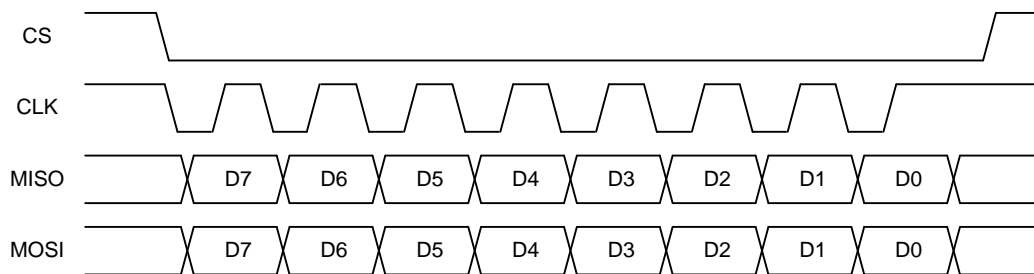 CS
CLK
MISO D7 D6 D5 D4 D3 D2 D1 D0
MOSI D7 D6 D5 D4 D3 D2 D1 D0